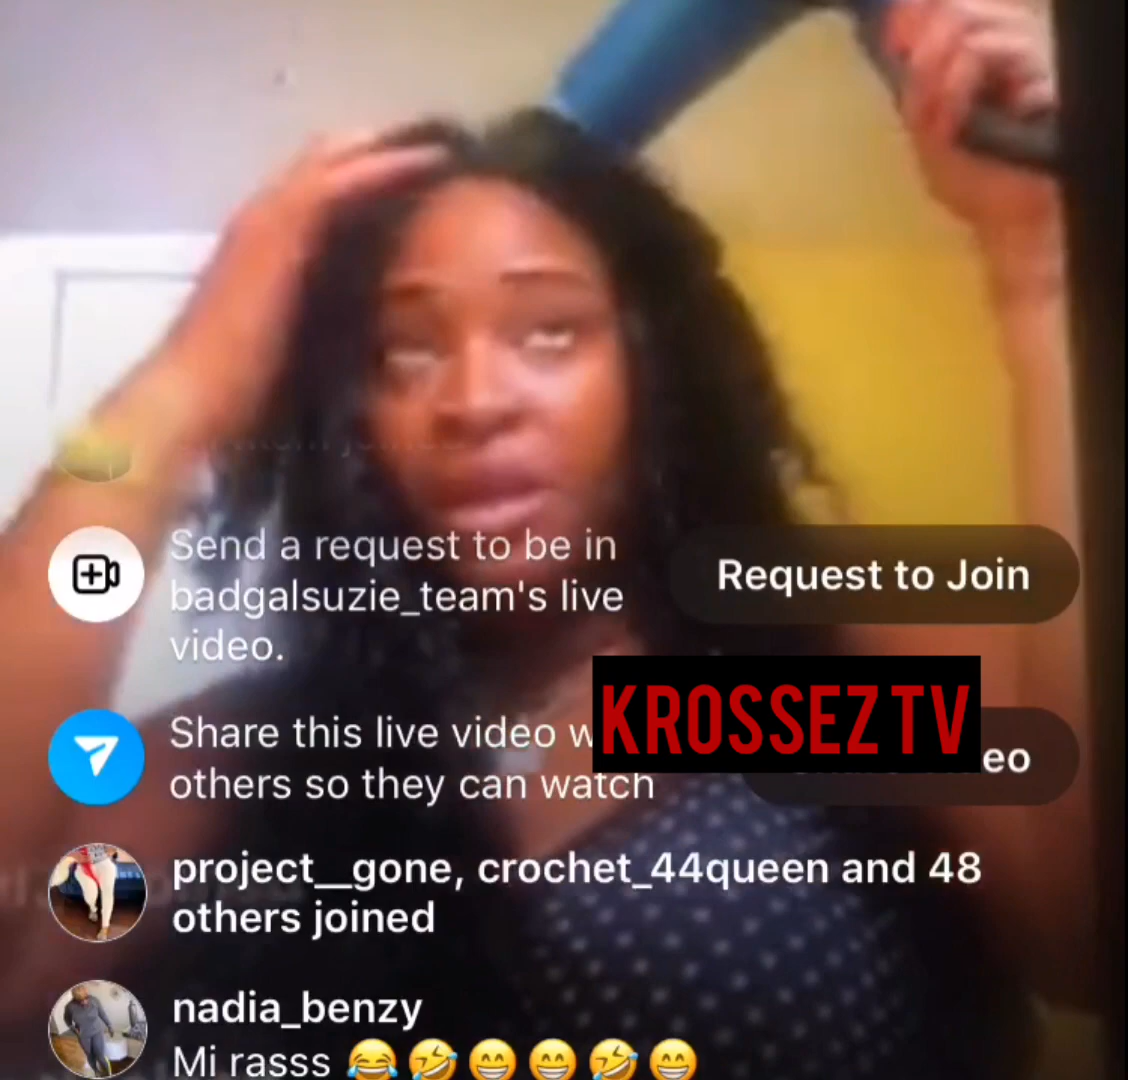 Send a request to be in
badgalsuzie_team's live
video.
Request to Join
Share this live video
others so they can watch
KROSSEZ TV
project__gone, crochet_44queen and 48
others joined
nadia_benzy
Mi rasss 😂🤣😁😁🤣😁